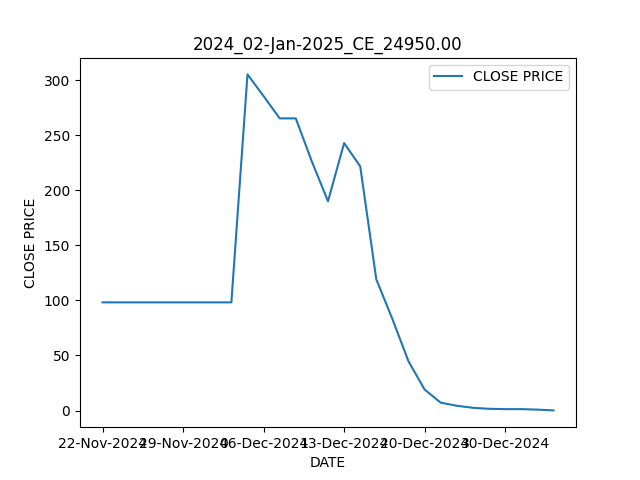 2024_02-Jan-2025_CE_24950.00
CLOSE PRICE
300
250
200
150
100
50
0
CLOSE PRICE
22-Nov-2024
29-Nov-2024
06-Dec-2024
13-Dec-2024
20-Dec-2024
30-Dec-2024
DATE